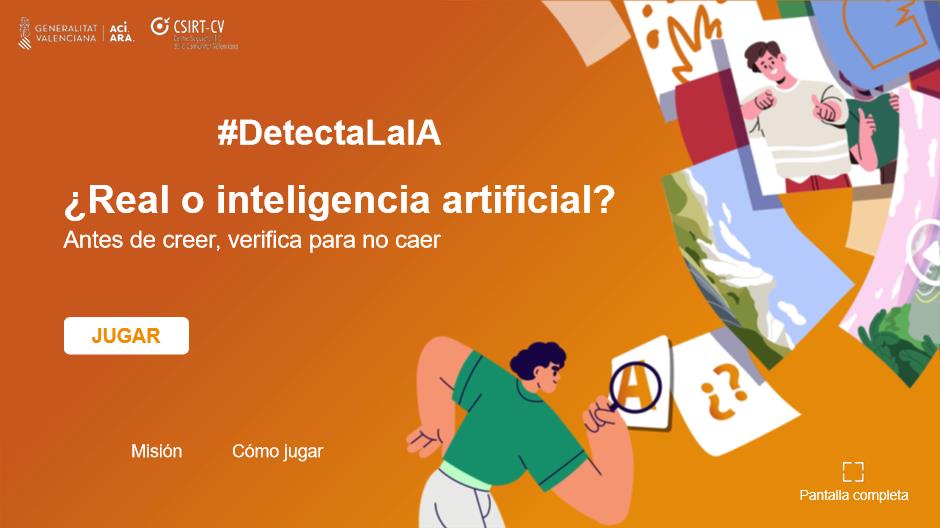 GENERALITAT
VALENCIANA
ACÍ.
ARA.
CSIRT-CV
#DetectaLaIA
¿Real o inteligencia artificial?
Antes de creer, verifica para no caer
JUGAR
A
¿?
Misión
Cómo jugar
Pantalla completa